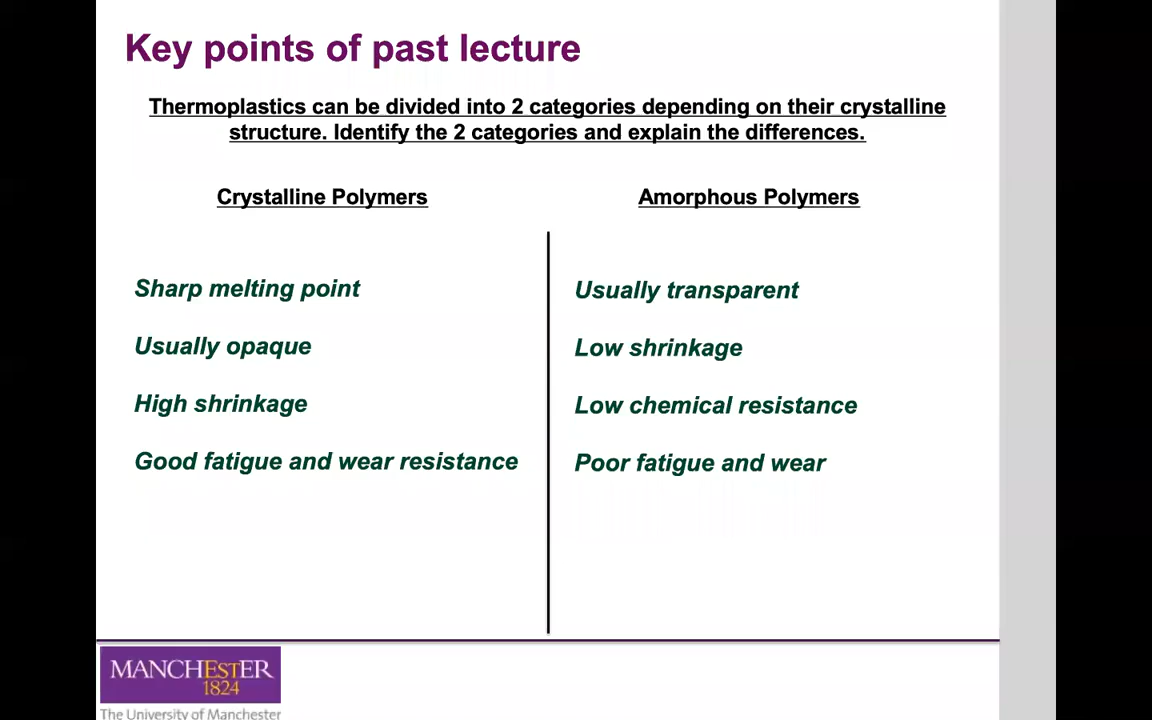 Key points of past lecture
Thermoplastics can be divided into 2 categories depending on their crystalline
structure. Identify the 2 categories and explain the differences.
Crystalline Polymers
Sharp melting point
Usually opaque
High shrinkage
Good fatigue and wear resistance
Amorphous Polymers
Usually transparent
Low shrinkage
Low chemical resistance
Poor fatigue and wear
MANCHESTER
1824
The University of Manchester